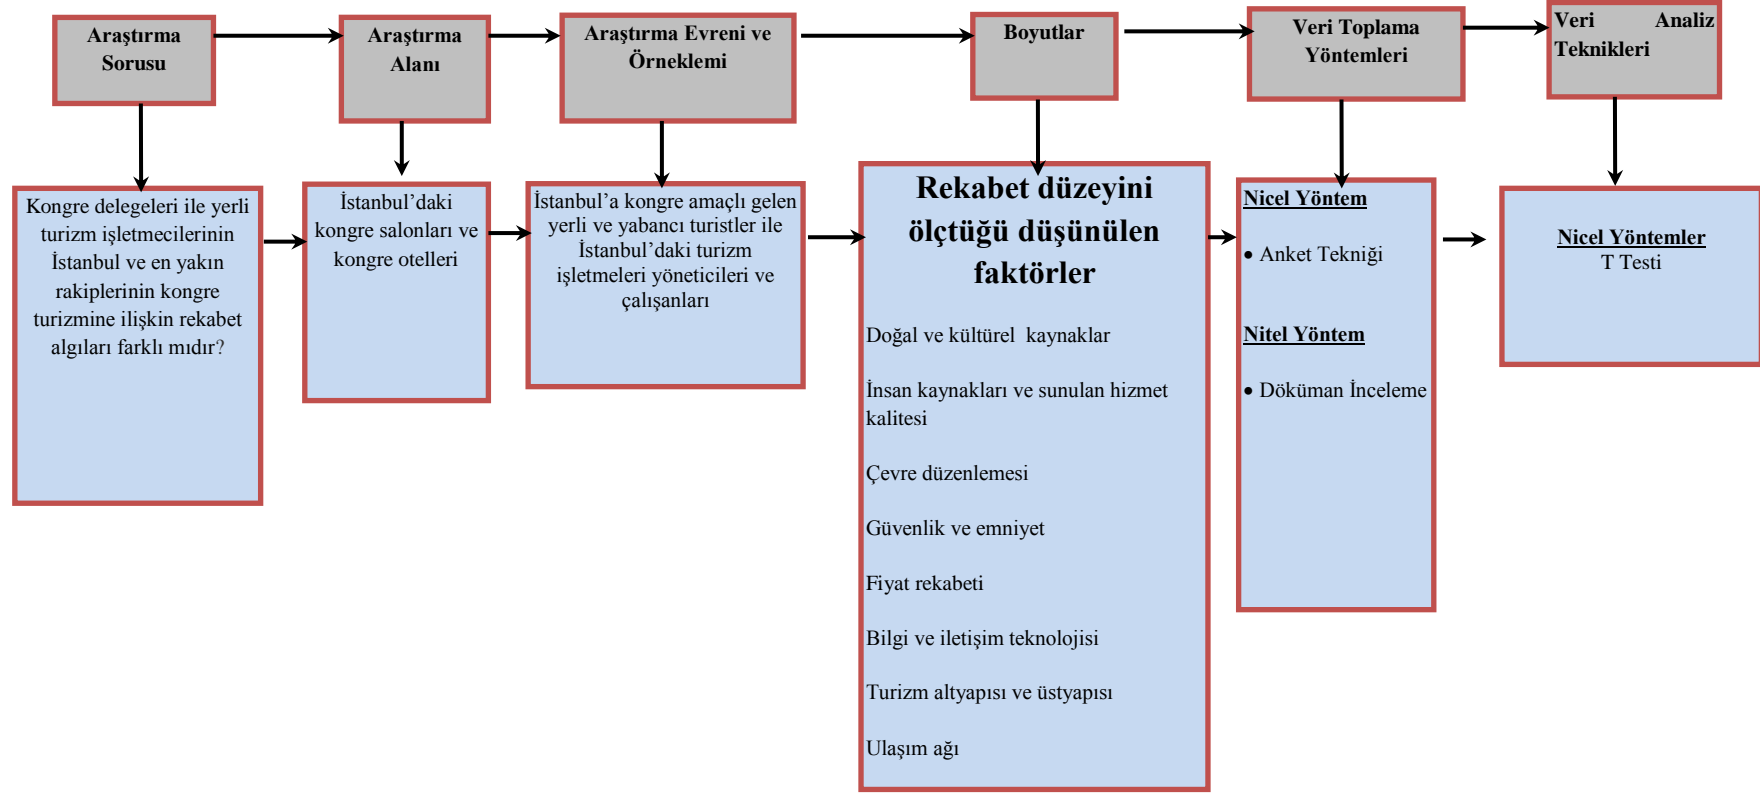 Araştırma
Sorusu
Araştırma
Alanı
Araştırma Evreni ve
Örneklemi
Boyutlar
Veri Toplama
Yöntemleri
Veri Analiz
Teknikleri
Kongre delegeleri ile yerli
turizm işletmecilerinin
İstanbul ve en yakın
rakiplerinin kongre
turizmine ilişkin rekabet
algıları farklı mıdır?
İstanbul’daki
kongre salonları ve
kongre otelleri
İstanbul’a kongre amaçlı gelen
yerli ve yabancı turistler ile
İstanbul’daki turizm
işletmeleri yöneticileri ve
çalışanları
Rekabet düzeyini
ölçtüğü düşünülen
faktörler
Doğal ve kültürel kaynaklar
İnsan kaynakları ve sunulan hizmet
kalitesi
Çevre düzenlemesi
Güvenlik ve emniyet
Fiyat rekabeti
Bilgi ve iletişim teknolojisi
Turizm altyapısı ve üstyapısı
Ulaşım ağı
Nicel Yöntem
• Anket Tekniği
Nitel Yöntem
• Döküman İnceleme
Nicel Yöntemler
T Testi